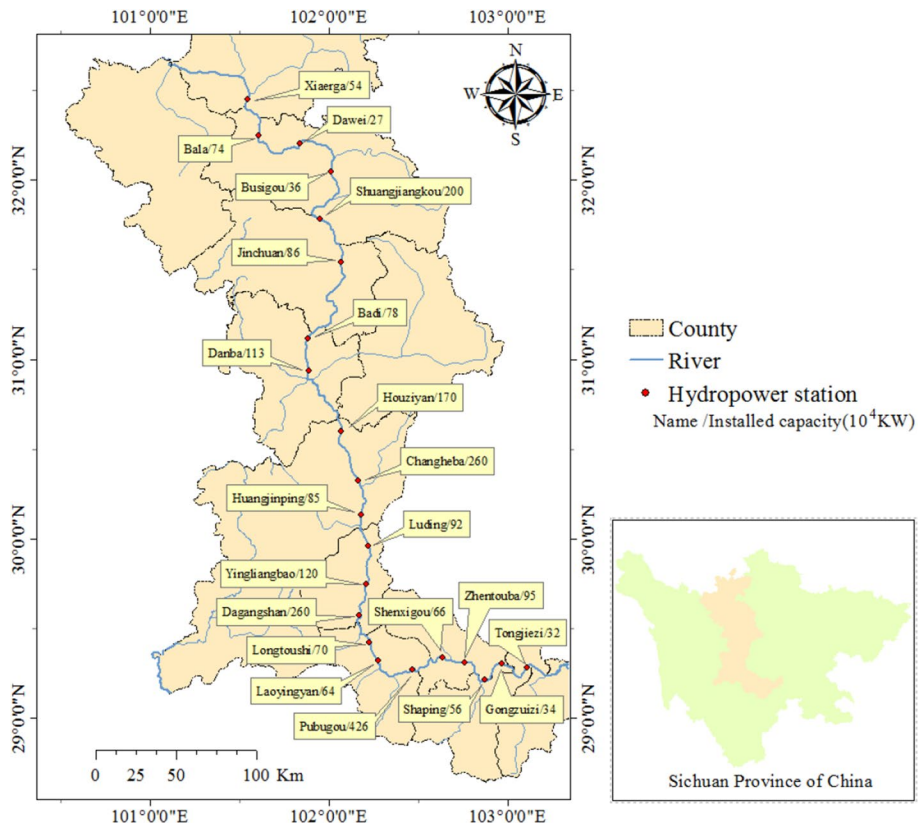 101°0'0"E 102°0'0"E 103°0'0"E
N
W E
S
Xiaerga/54
Dawei/27
Bala/74
Busigou/36
Shuangjiangkou/200
Jinchuan/86
Badi/78
Danba/113
Houziyan/170
Changheba/260
Huangjinping/85
Luding/92
Yingliangbao/120
Zhentouba/95
Dagangshan/260
Shenxigou/66
Tongjiezi/32
Longtoushi/70
Laoyingyan/64
Pubugou/426
Shaping/56
Gongzuizi/34
32°0'0"N
31°0'0"N
30°0'0"N
29°0'0"N
32°0'0"N
31°0'0"N
30°0'0"N
29°0'0"N
0 25 50 100 Km
101°0'0"E 102°0'0"E 103°0'0"E
County
River
Hydropower station
Name /Installed capacity(10⁴KW)
Sichuan Province of China